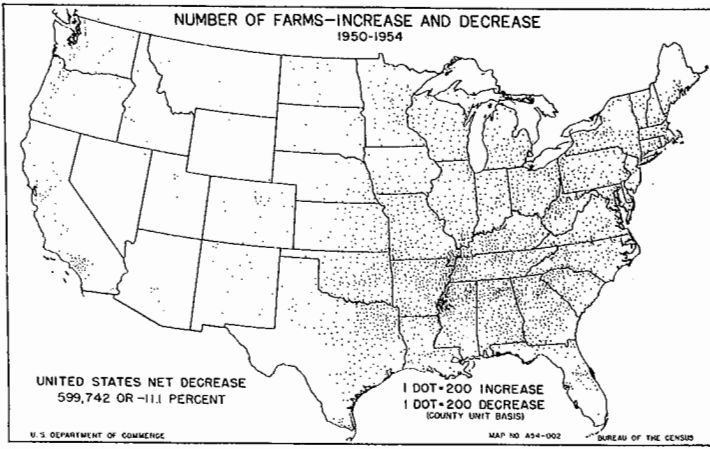 NUMBER OF FARMS-INCREASE AND DECREASE
1950-1954
UNITED STATES NET DECREASE
599,742 OR -11.1 PERCENT
1 DOT=200 INCREASE
1 DOT=200 DECREASE
(COUNTY UNIT BASIS)
U.S. DEPARTMENT OF COMMERCE
MAP NO A54-002
BUREAU OF THE CENSUS